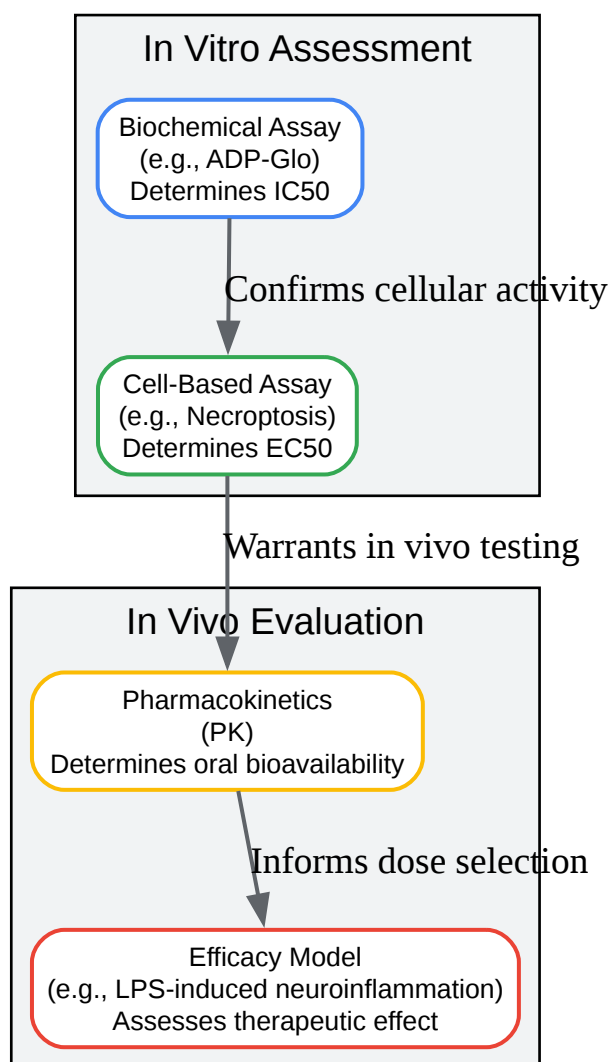 In Vitro Assessment
Biochemical Assay
(e.g., ADP-Glo)
Determines IC50
Confirms cellular activity
Cell-Based Assay
(e.g., Necroptosis)
Determines EC50
Warrants in vivo testing
In Vivo Evaluation
Pharmacokinetics
(PK)
Determines oral bioavailability
Informs dose selection
Efficacy Model
(e.g., LPS-induced neuroinflammation)
Assesses therapeutic effect